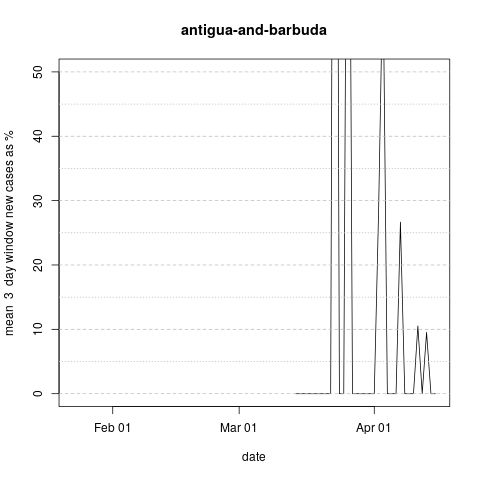 antigua-and-barbuda
mean 3 day window new cases as %
50
40
30
20
10
0
Feb 01
Mar 01
Apr 01
date